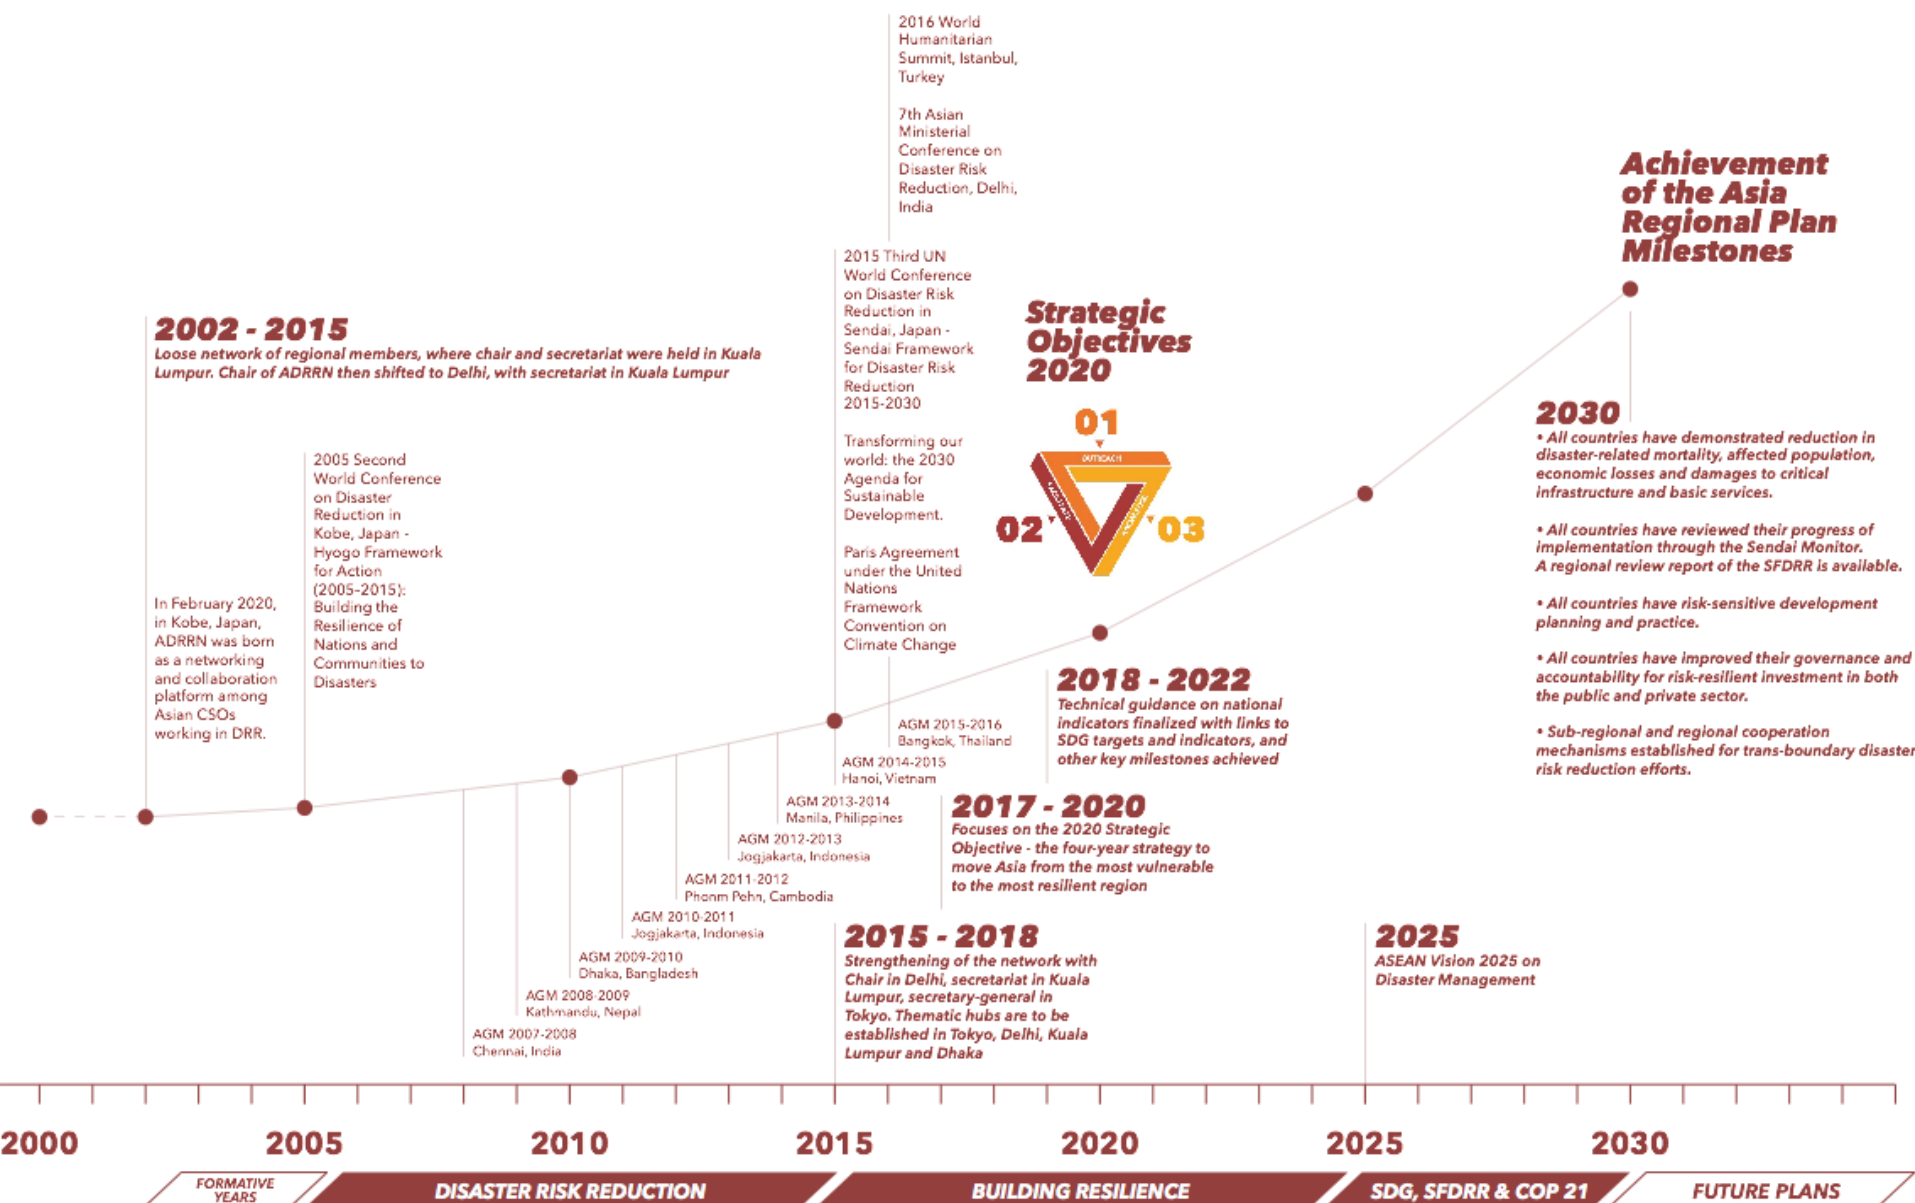 2016 World
Humanitarian
Summit, Istanbul,
Turkey
7th Asian
Ministerial
Conference on
Disaster Risk
Reduction, Delhi,
India
Achievement
of the Asia
Regional Plan
Milestones
2015 Third UN
World Conference
on Disaster Risk
Reduction in
Sendai, Japan -
Sendai Framework
for Disaster Risk
Reduction
2015-2030
Transforming our
world: the 2030
Agenda for
Sustainable
Development.
Paris Agreement
under the United
Nations
Framework
Convention on
Climate Change
Strategic
Objectives
2020
01
OUTREACH
02
03
2002 - 2015
Loose network of regional members, where chair and secretariat were held in Kuala
Lumpur. Chair of ADRRN then shifted to Delhi, with secretariat in Kuala Lumpur
2005 Second
World Conference
on Disaster
Reduction in
Kobe, Japan -
Hyogo Framework
for Action
(2005-2015):
Building the
Resilience of
Nations and
Communities to
Disasters
In February 2020,
in Kobe, Japan,
ADRRN was born
as a networking
and collaboration
platform among
Asian CSOs
working in DRR.
2030
• All countries have demonstrated reduction in
disaster-related mortality, affected population,
economic losses and damages to critical
infrastructure and basic services.
• All countries have reviewed their progress of
implementation through the Sendai Monitor.
A regional review report of the SFDRR is available.
• All countries have risk-sensitive development
planning and practice.
• All countries have improved their governance and
accountability for risk-resilient investment in both
the public and private sector.
• Sub-regional and regional cooperation
mechanisms established for trans-boundary disaster
risk reduction efforts.
2018 - 2022
Technical guidance on national
indicators finalized with links to
SDG targets and indicators, and
other key milestones achieved
AGM 2015-2016
Bangkok, Thailand
AGM 2014-2015
Hanoi, Vietnam
AGM 2013-2014
Manila, Philippines
AGM 2012-2013
Jogjakarta, Indonesia
AGM 2011-2012
Phonm Pehn, Cambodia
AGM 2010-2011
Jogjakarta, Indonesia
AGM 2009-2010
Dhaka, Bangladesh
AGM 2008-2009
Kathmandu, Nepal
AGM 2007-2008
Chennai, India
2017 - 2020
Focuses on the 2020 Strategic
Objective - the four-year strategy to
move Asia from the most vulnerable
to the most resilient region
2015 - 2018
Strengthening of the network with
Chair in Delhi, secretariat in Kuala
Lumpur, secretary-general in
Tokyo. Thematic hubs are to be
established in Tokyo, Delhi, Kuala
Lumpur and Dhaka
2025
ASEAN Vision 2025 on
Disaster Management
2000
2005
2010
2015
2020
2025
2030
FORMATIVE
YEARS
DISASTER RISK REDUCTION
BUILDING RESILIENCE
SDG, SFDRR & COP 21
FUTURE PLANS